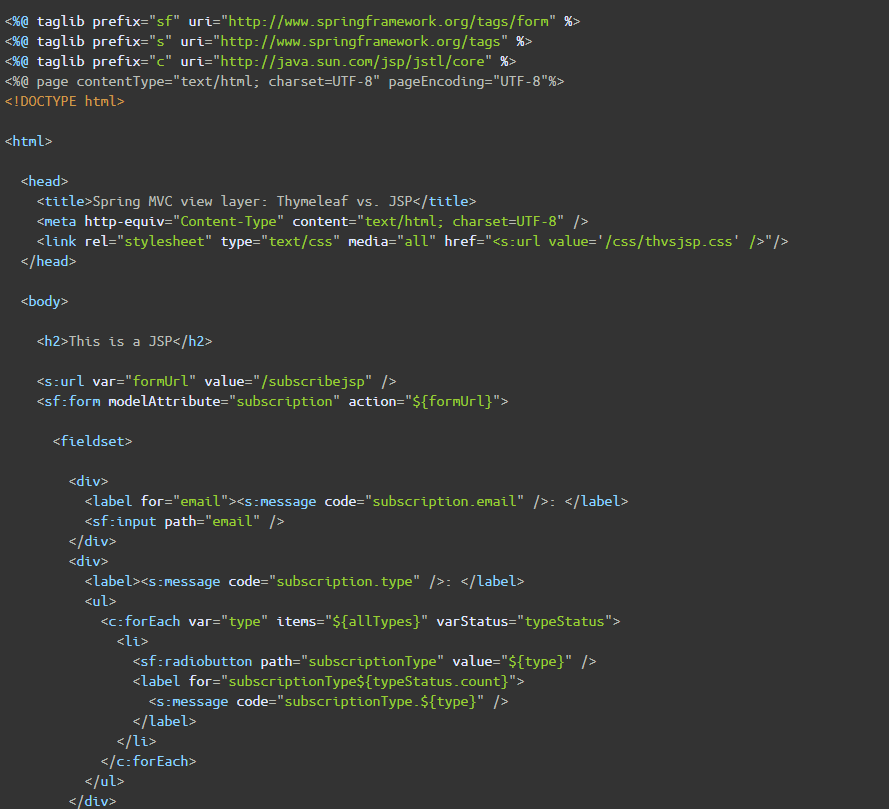 <%@ taglib prefix="sf" uri="http://www.springframework.org/tags/form" %>
<%@ taglib prefix="s" uri="http://www.springframework.org/tags" %>
<%@ taglib prefix="c" uri="http://java.sun.com/jsp/jstl/core" %>
<%@ page contentType="text/html; charset=UTF-8" pageEncoding="UTF-8"%>
<!DOCTYPE html>

<html>

  <head>
    <title>Spring MVC view layer: Thymeleaf vs. JSP</title>
    <meta http-equiv="Content-Type" content="text/html; charset=UTF-8" />
    <link rel="stylesheet" type="text/css" media="all" href="<s:url value='/css/thvsjsp.css' />"/>
  </head>

  <body>

    <h2>This is a JSP</h2>

    <s:url var="formUrl" value="/subscribejsp" />
    <sf:form modelAttribute="subscription" action="${formUrl}">

      <fieldset>

        <div>
          <label for="email"><s:message code="subscription.email" />: </label>
          <sf:input path="email" />
        </div>
        <div>
          <label><s:message code="subscription.type" />: </label>
          <ul>
            <c:forEach var="type" items="${allTypes}" varStatus="typeStatus">
              <li>
                <sf:radiobutton path="subscriptionType" value="${type}" />
                <label for="subscriptionType${typeStatus.count}">
                  <s:message code="subscriptionType.${type}" />
                </label>
              </li>
            </c:forEach>
          </ul>
        </div>